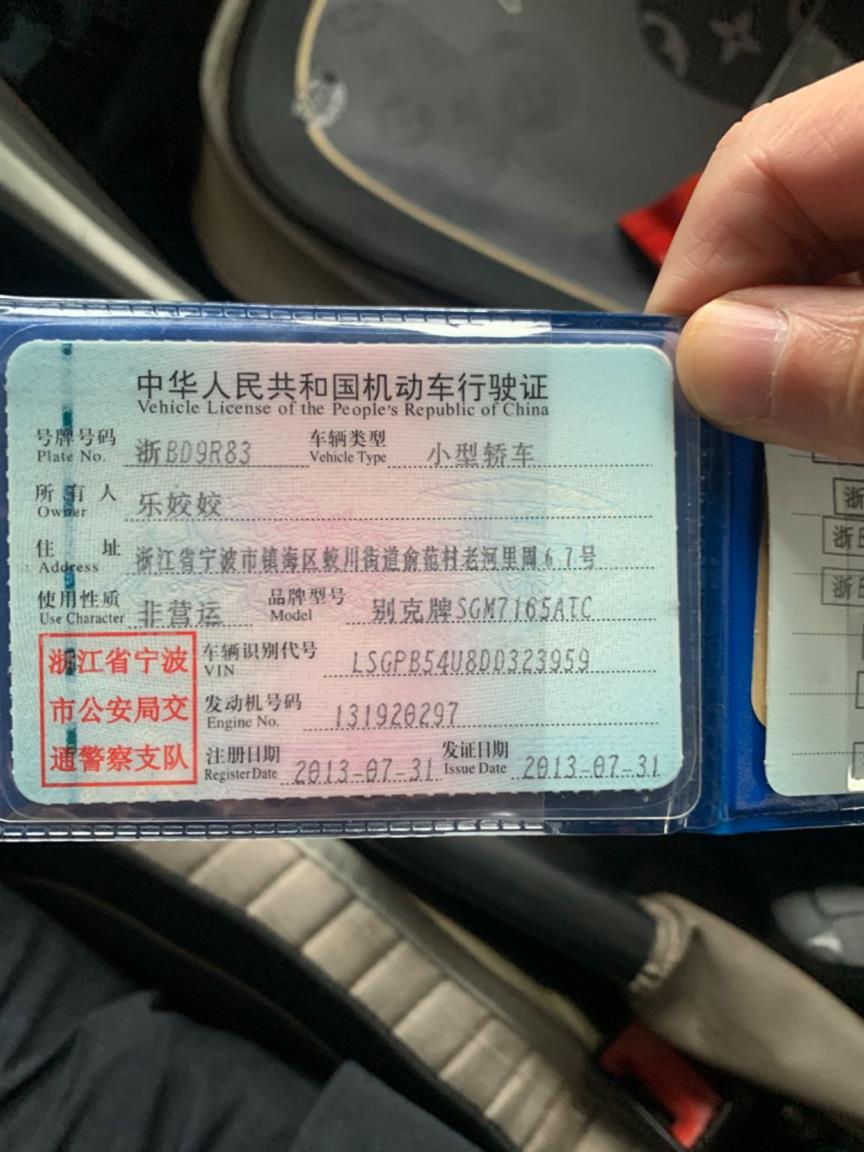 中华人民共和国机动车行驶证
Vehicle License of the People's Republic of China
号牌号码 浙BD9R83 车辆类型 小型轿车
Plate No. Vehicle Type
所有人 乐姣姣
Owner
住址 浙江省宁波市镇海区蛟川街道俞范村老河里周67号
Address
使用性质 非营运 品牌型号 别克牌SGM7165ATC
Use Character Model
浙江省宁波
市公安局交
通警察支队
车辆识别代号 LSGPB54U8DD323959
VIN
发动机号码 131920297
Engine No.
注册日期 2013-07-31 发证日期 2013-07-31
Register Date Issue Date